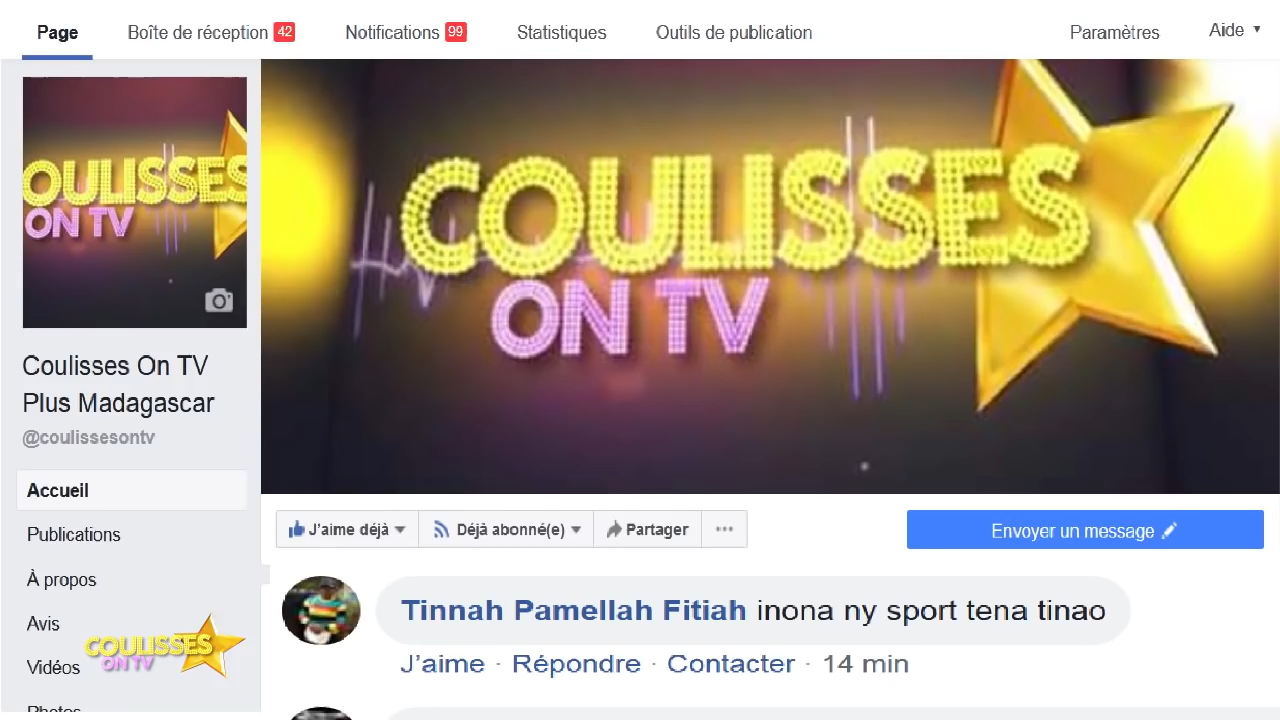 Page
Boîte de réception 42
Notifications 99
Statistiques
Outils de publication
Paramètres
Aide
OULISSES
ON TV
COULISSES
ON TV
Coulisses On TV
Plus Madagascar
@coulissesontv
Accueil
Publications
À propos
Avis
Vidéos
Photos
COULISSES
ON TV
J'aime déjà
Déjà abonné(e)
Partager
Envoyer un message
Tinnah Pamellah Fitiah inona ny sport tena tinao
J'aime · Répondre · Contacter · 14 min